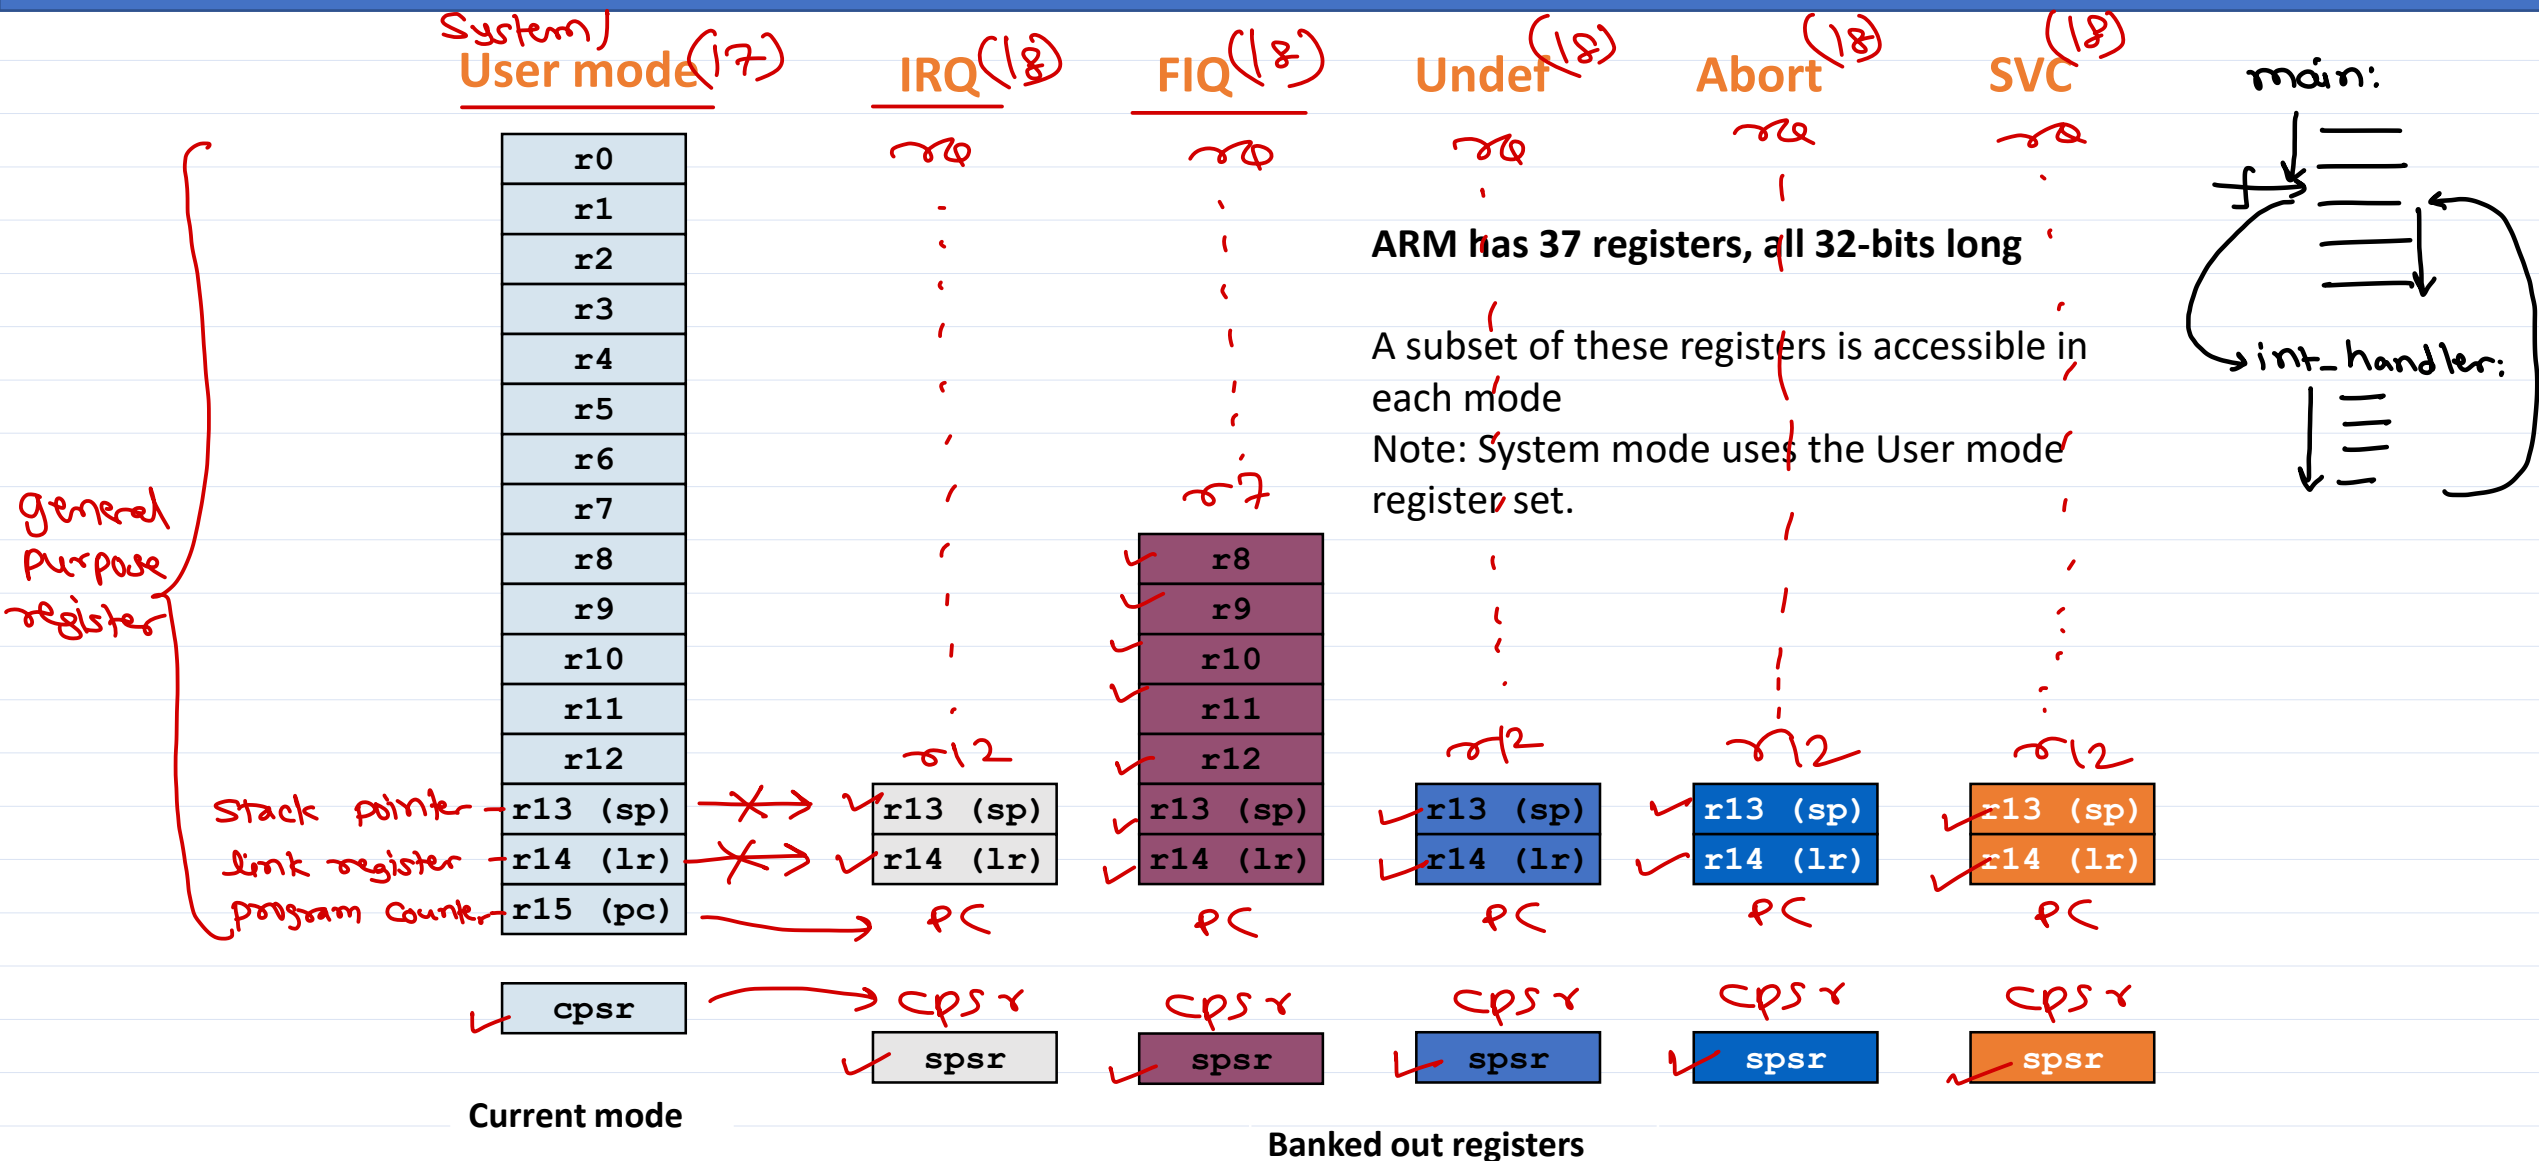 System/
User mode (17)
IRQ (18)
FIQ (18)
Undef (18)
Abort (18)
SVC (18)
main:
r0
r1
r2
r3
r4
r5
r6
r7
r8
r9
r10
r11
r12
r13 (sp)
r14 (lr)
r15 (pc)
cpsr
Current mode
general
purpose
register
stack pointer
link register
program counter
r0
r12
r13 (sp)
r14 (lr)
PC
cpsr
spsr
r0
r7
r8
r9
r10
r11
r12
r13 (sp)
r14 (lr)
PC
cpsr
spsr
r0
r12
r13 (sp)
r14 (lr)
PC
cpsr
spsr
r0
r12
r13 (sp)
r14 (lr)
PC
cpsr
spsr
r0
r12
r13 (sp)
r14 (lr)
PC
cpsr
spsr
Banked out registers
ARM has 37 registers, all 32-bits long
A subset of these registers is accessible in
each mode
Note: System mode uses the User mode
register set.
int_handler: